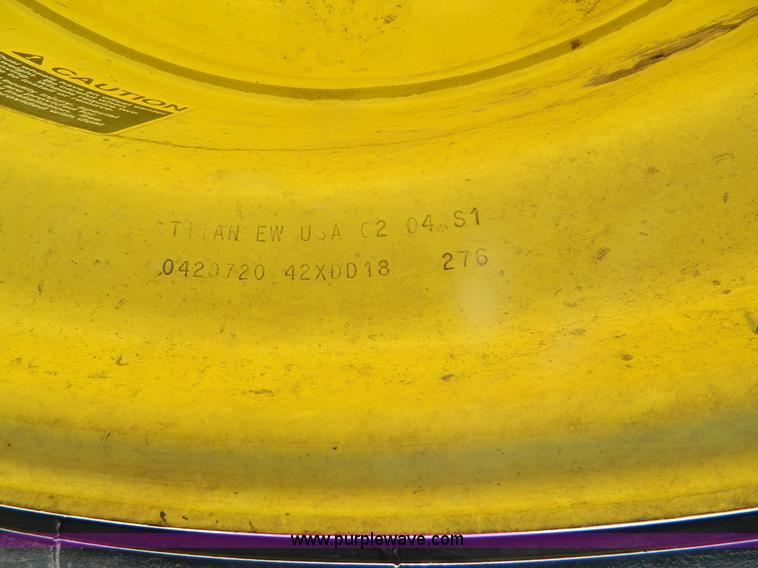 CAUTION
TITAN EW USA C2 04 S1
0420720 42XDD18 276
www.purplewave.com